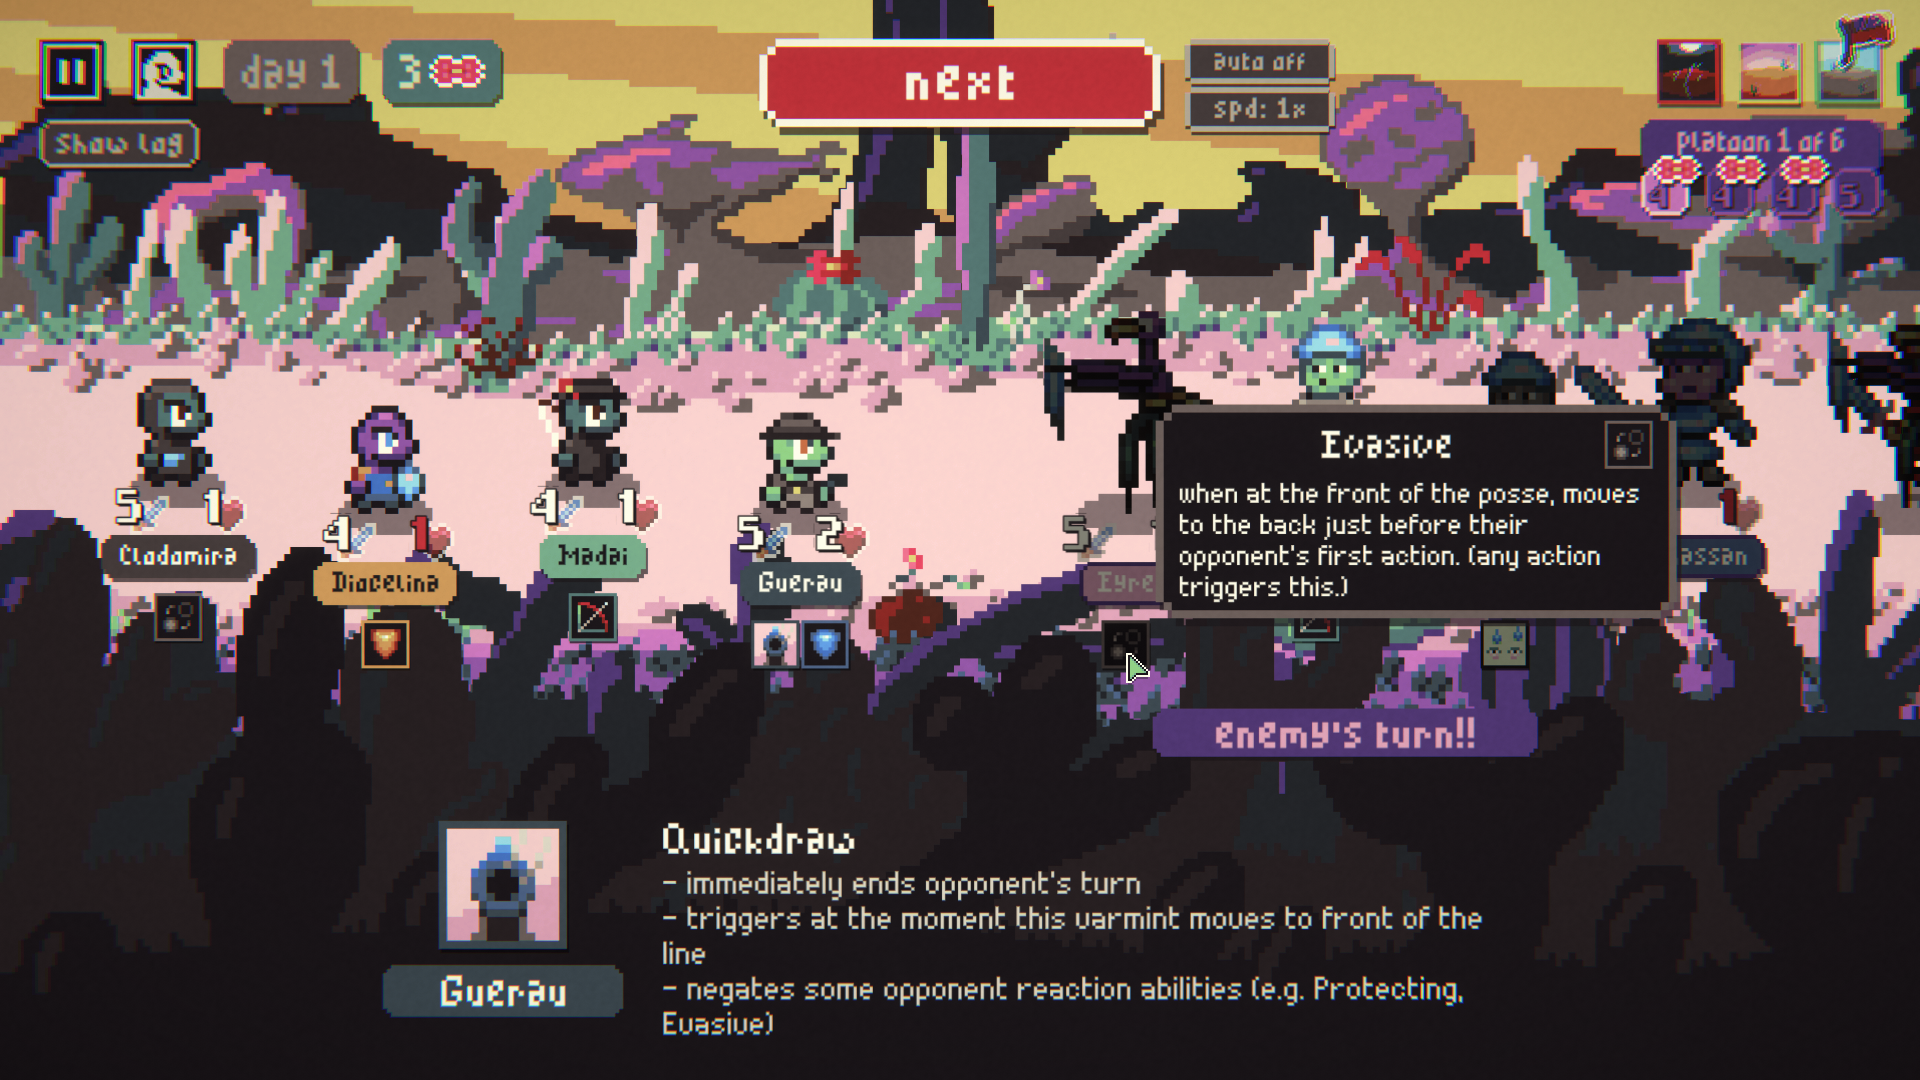 day 1
3
next
auto off
spd: 1x
Show log
platoon 1 of 6
4 4 4 5
Evasive
when at the front of the posse, moves
to the back just before their
opponent's first action. (any action
triggers this.)
5 1
4 1
4 1
5 2
5
1
Clodomira
Diocelina
Madai
Guerau
Eyre
assan
enemy's turn!!
Quickdraw
- immediately ends opponent's turn
- triggers at the moment this varmint moves to front of the
line
- negates some opponent reaction abilities (e.g. Protecting,
Evasive)
Guerau